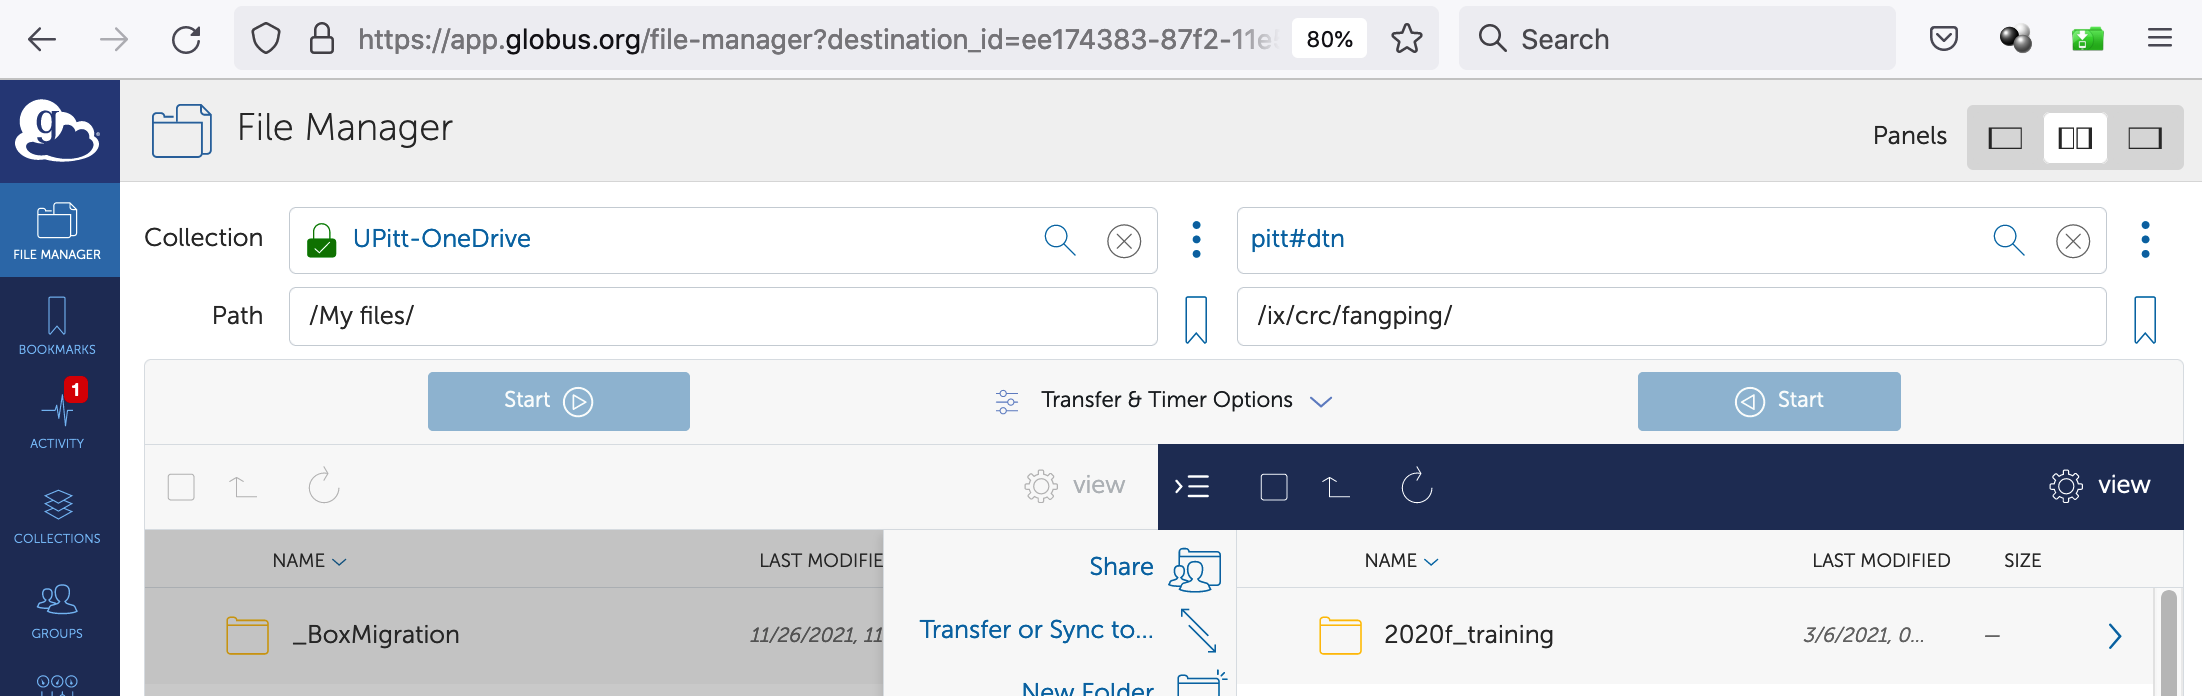 https://app.globus.org/file-manager?destination_id=ee174383-87f2-11e5
80%
Search
g
File Manager
Panels
FILE MANAGER
Collection
UPitt-OneDrive
pitt#dtn
Path
/My files/
/ix/crc/fangping/
BOOKMARKS
1
ACTIVITY
Start
Transfer & Timer Options
Start
view
view
COLLECTIONS
NAME
LAST MODIFIE
Share
NAME
LAST MODIFIED
SIZE
GROUPS
_BoxMigration
11/26/2021, 11
Transfer or Sync to...
2020f_training
3/6/2021, 0...
–
New Folder